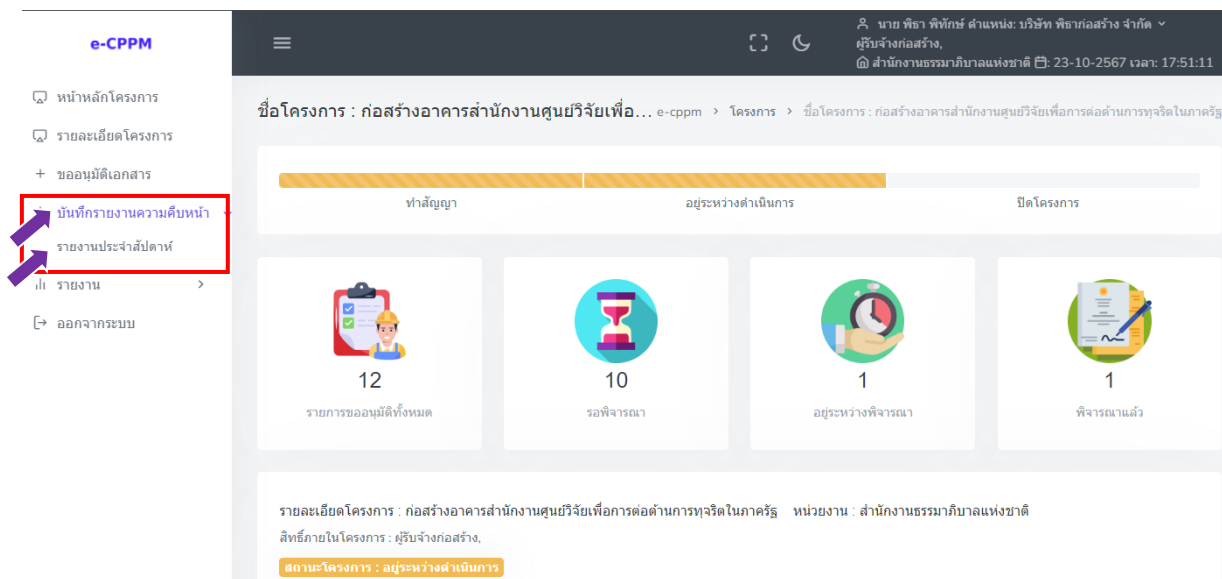 e-CPPM
นาย พิธา พิทักษ์ ตำแหน่ง: บริษัท พิธาก่อสร้าง จำกัด
ผู้รับจ้างก่อสร้าง,
สำนักงานธรรมาภิบาลแห่งชาติ : 23-10-2567 เวลา: 17:51:11
หน้าหลักโครงการ
รายละเอียดโครงการ
+ ขออนุมัติเอกสาร
บันทึกรายงานความคืบหน้า
รายงานประจำสัปดาห์
รายงาน >
ออกจากระบบ
ชื่อโครงการ : ก่อสร้างอาคารสำนักงานศูนย์วิจัยเพื่อ... e-cppm > โครงการ > ชื่อโครงการ : ก่อสร้างอาคารสำนักงานศูนย์วิจัยเพื่อการต่อต้านการทุจริตในภาครัฐ
ทำสัญญา
อยู่ระหว่างดำเนินการ
ปิดโครงการ
12
รายการขออนุมัติทั้งหมด
10
รอพิจารณา
1
อยู่ระหว่างพิจารณา
1
พิจารณาแล้ว
รายละเอียดโครงการ : ก่อสร้างอาคารสำนักงานศูนย์วิจัยเพื่อการต่อต้านการทุจริตในภาครัฐ หน่วยงาน : สำนักงานธรรมาภิบาลแห่งชาติ
สิทธิ์ภายในโครงการ : ผู้รับจ้างก่อสร้าง,
สถานะโครงการ : อยู่ระหว่างดำเนินการ